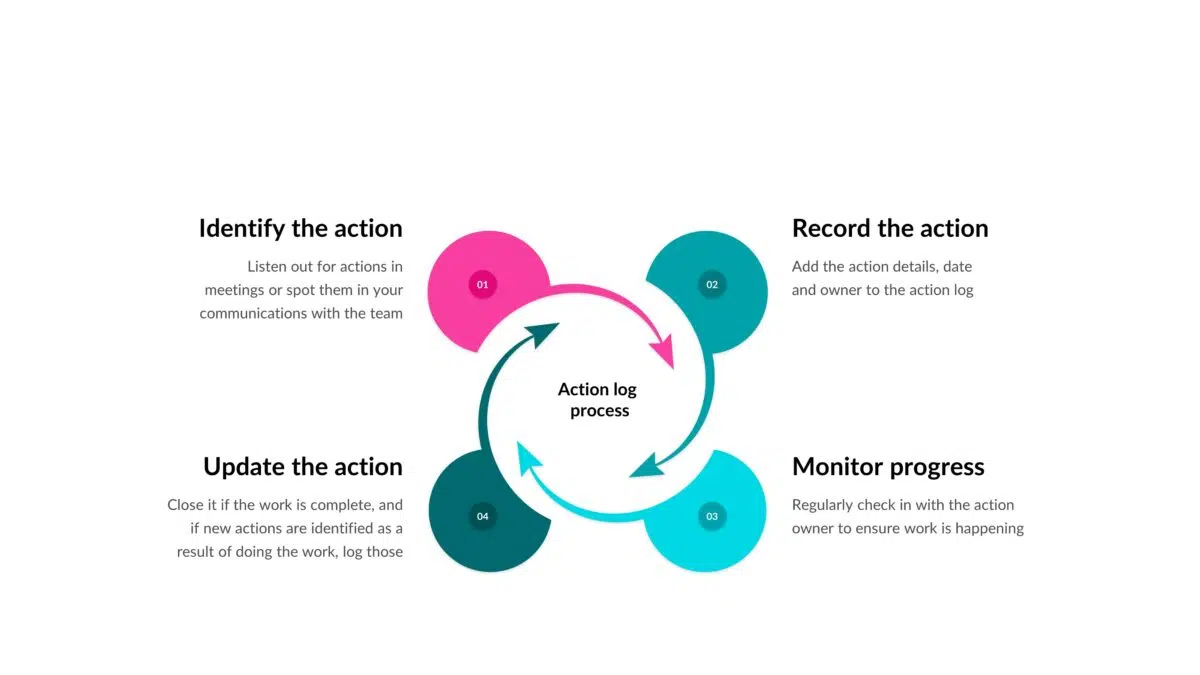 Identify the action
Listen out for actions in
meetings or spot them in your
communications with the team
01
02
Record the action
Add the action details, date
and owner to the action log
Action log
process
Update the action
Close it if the work is complete, and
if new actions are identified as a
result of doing the work, log those
04
03
Monitor progress
Regularly check in with the action
owner to ensure work is happening